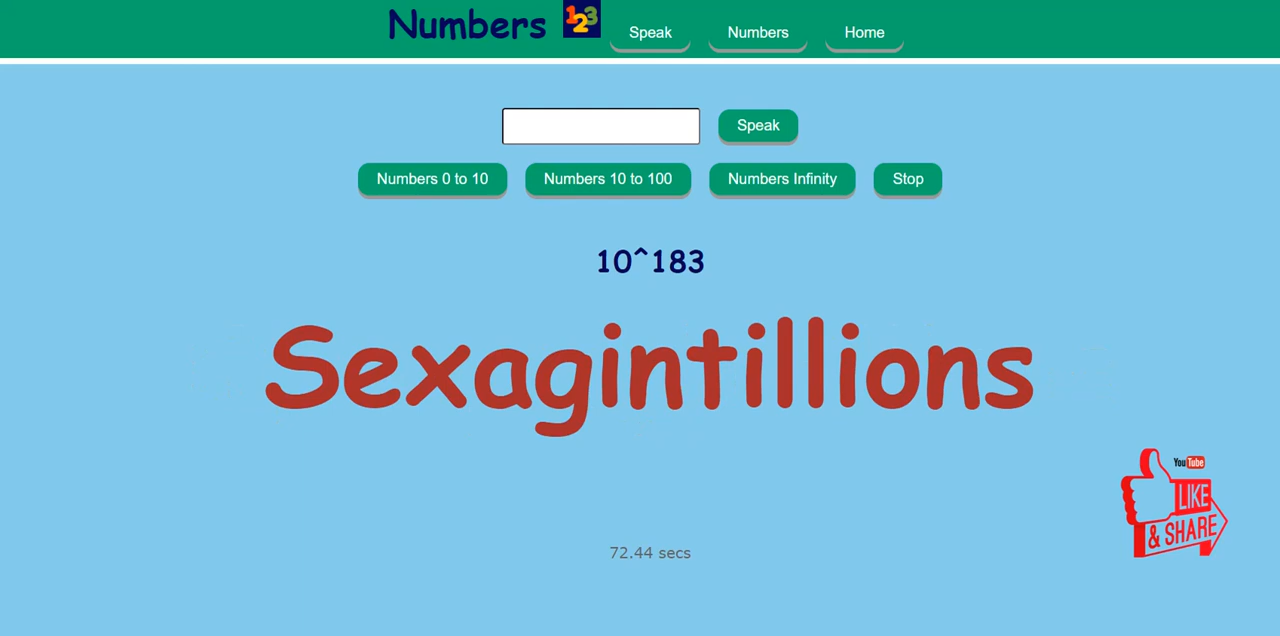 Numbers 123 Speak Numbers Home
Speak
Numbers 0 to 10 Numbers 10 to 100 Numbers Infinity Stop
10^183
Sexagintillions
YouTube
LIKE
& SHARE
72.44 secs